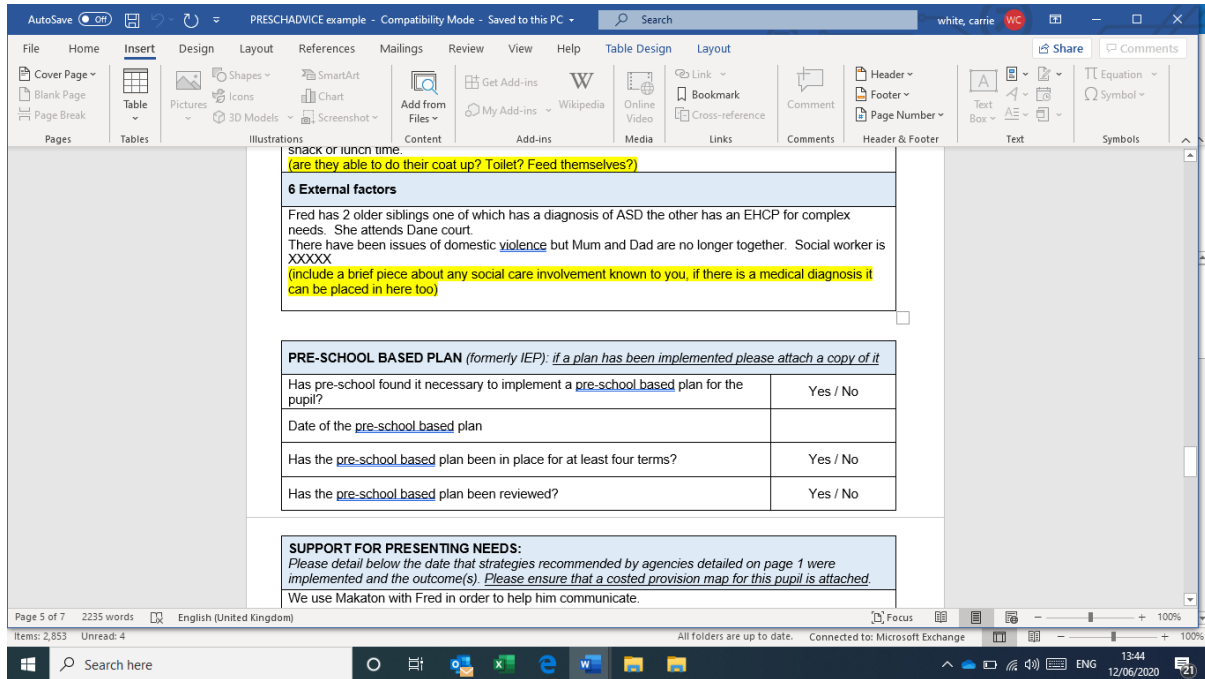 AutoSave Off PRESCHADVICE example - Compatibility Mode - Saved to this PC Search white, carrie WC
File Home Insert Design Layout References Mailings Review View Help Table Design Layout Share Comments
Cover Page
Blank Page
Page Break
Pages
Table
Tables
Pictures
Shapes
Icons
3D Models
SmartArt
Chart
Screenshot
Illustrations
Add from
Files
Content
Get Add-ins
My Add-ins
W
Wikipedia
Add-ins
Online
Video
Media
Link
Bookmark
Cross-reference
Links
Comment
Comments
Header
Footer
Page Number
Header & Footer
A
Text
Box
Text
Equation
Symbol
Symbols
snack or lunch time.
(are they able to do their coat up? Toilet? Feed themselves?)
6 External factors
Fred has 2 older siblings one of which has a diagnosis of ASD the other has an EHCP for complex
needs. She attends Dane court.
There have been issues of domestic violence but Mum and Dad are no longer together. Social worker is
XXXXX
(include a brief piece about any social care involvement known to you, if there is a medical diagnosis it
can be placed in here too)
PRE-SCHOOL BASED PLAN (formerly IEP): if a plan has been implemented please attach a copy of it
Has pre-school found it necessary to implement a pre-school based plan for the
pupil?
Yes / No
Date of the pre-school based plan
Has the pre-school based plan been in place for at least four terms? Yes / No
Has the pre-school based plan been reviewed? Yes / No
SUPPORT FOR PRESENTING NEEDS:
Please detail below the date that strategies recommended by agencies detailed on page 1 were
implemented and the outcome(s). Please ensure that a costed provision map for this pupil is attached.
We use Makaton with Fred in order to help him communicate.
Page 5 of 7 2235 words English (United Kingdom) Focus 100%
Items: 2,853 Unread: 4 All folders are up to date. Connected to: Microsoft Exchange 100%
Search here ENG 13:44
12/06/2020 21